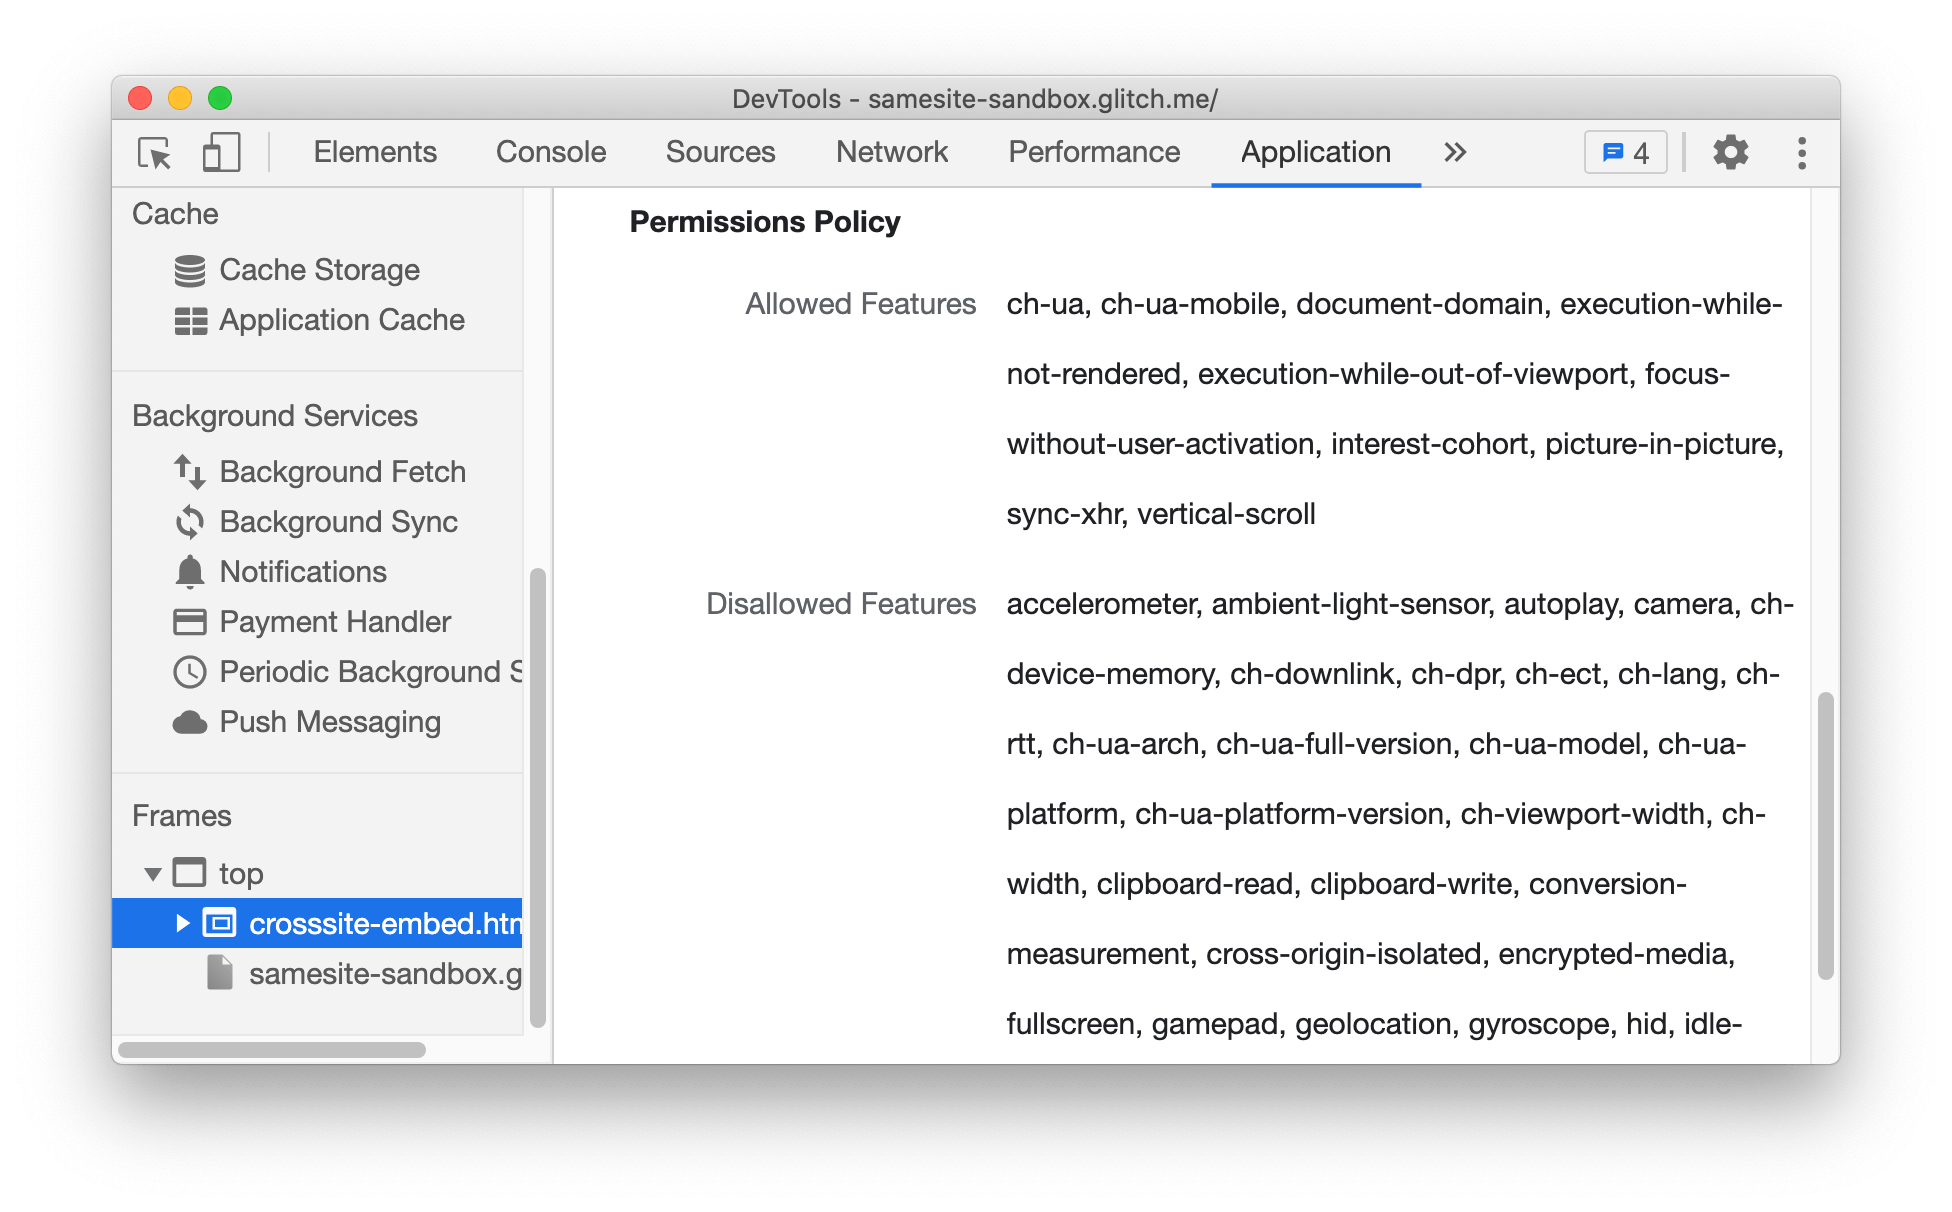 DevTools - samesite-sandbox.glitch.me/
Elements
Console
Sources
Network
Performance
Application
4
Cache
Cache Storage
Application Cache
Background Services
Background Fetch
Background Sync
Notifications
Payment Handler
Periodic Background S
Push Messaging
Frames
top
crosssite-embed.htm
samesite-sandbox.g
Permissions Policy
Allowed Features
ch-ua, ch-ua-mobile, document-domain, execution-while-
not-rendered, execution-while-out-of-viewport, focus-
without-user-activation, interest-cohort, picture-in-picture,
sync-xhr, vertical-scroll
Disallowed Features
accelerometer, ambient-light-sensor, autoplay, camera, ch-
device-memory, ch-downlink, ch-dpr, ch-ect, ch-lang, ch-
rtt, ch-ua-arch, ch-ua-full-version, ch-ua-model, ch-ua-
platform, ch-ua-platform-version, ch-viewport-width, ch-
width, clipboard-read, clipboard-write, conversion-
measurement, cross-origin-isolated, encrypted-media,
fullscreen, gamepad, geolocation, gyroscope, hid, idle-